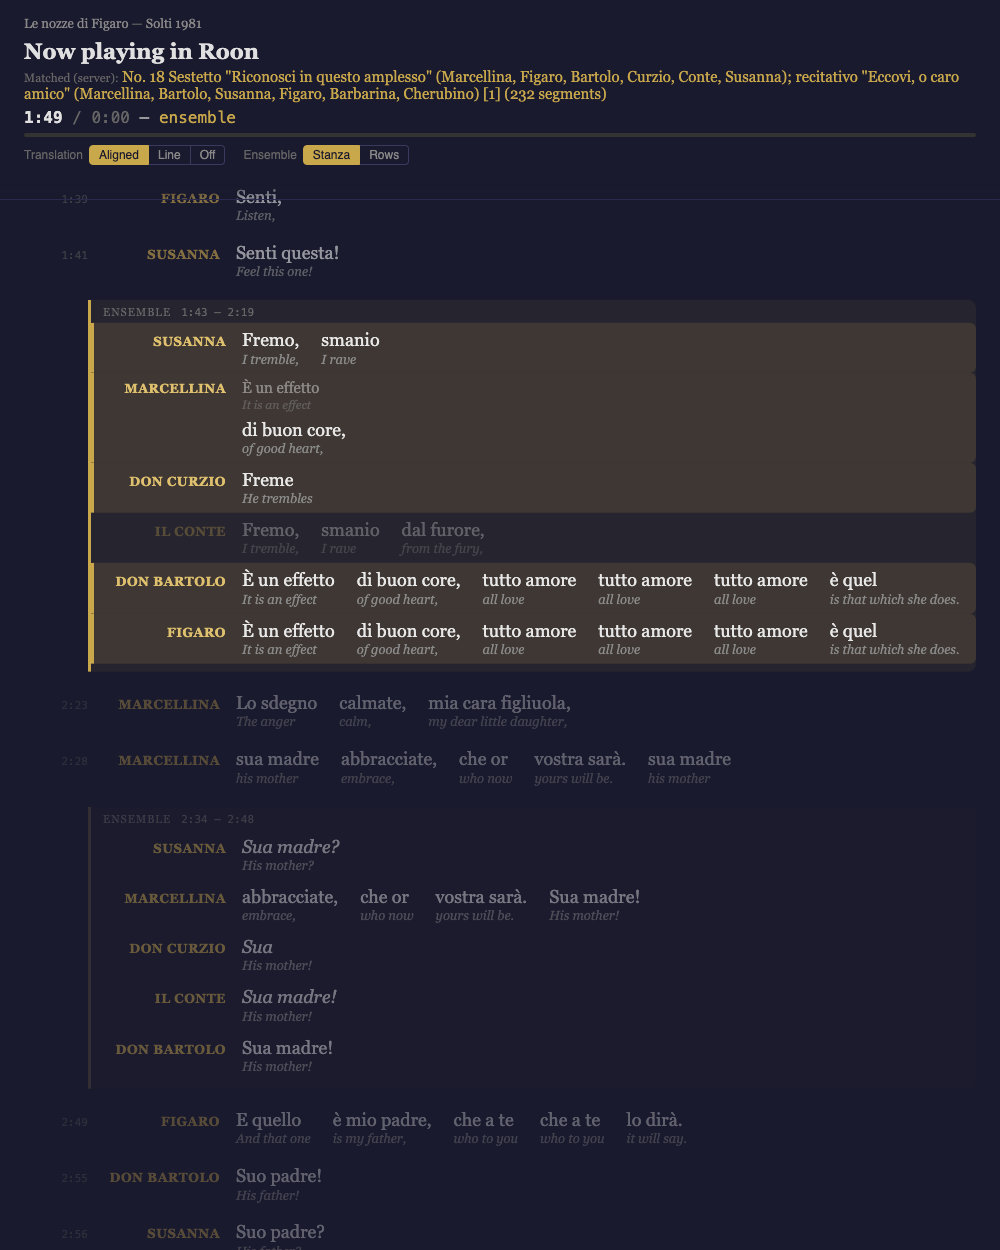 Le nozze di Figaro — Solti 1981
Now playing in Roon
Matched (server): No. 18 Sestetto "Riconosci in questo amplesso" (Marcellina, Figaro, Bartolo, Curzio, Conte, Susanna); recitativo "Eccovi, o caro
amico" (Marcellina, Bartolo, Susanna, Figaro, Barbarina, Cherubino) [1] (232 segments)
1:49 / 0:00 — ensemble
Translation Aligned Line Off Ensemble Stanza Rows
1:39 FIGARO Senti,
Listen,
1:41 SUSANNA Senti questa!
Feel this one!
ENSEMBLE 1:43 — 2:19
SUSANNA Fremo, smanio
I tremble, I rave
MARCELLINA È un effetto
It is an effect
di buon core,
of good heart,
DON CURZIO Freme
He trembles
IL CONTE Fremo, smanio dal furore,
I tremble, I rave from the fury,
DON BARTOLO È un effetto di buon core, tutto amore tutto amore tutto amore è quel
It is an effect of good heart, all love all love all love is that which she does.
FIGARO È un effetto di buon core, tutto amore tutto amore tutto amore è quel
It is an effect of good heart, all love all love all love is that which she does.
2:23 MARCELLINA Lo sdegno calmate, mia cara figliuola,
The anger calm, my dear little daughter,
2:28 MARCELLINA sua madre abbracciate, che or vostra sarà. sua madre
his mother embrace, who now yours will be. his mother
ENSEMBLE 2:34 — 2:48
SUSANNA Sua madre?
His mother?
MARCELLINA abbracciate, che or vostra sarà. Sua madre!
embrace, who now yours will be. His mother!
DON CURZIO Sua
His mother!
IL CONTE Sua madre!
His mother!
DON BARTOLO Sua madre!
His mother!
2:49 FIGARO E quello è mio padre, che a te che a te lo dirà.
And that one is my father, who to you who to you it will say.
2:55 DON BARTOLO Suo padre!
His father!
2:56 SUSANNA Suo padre?